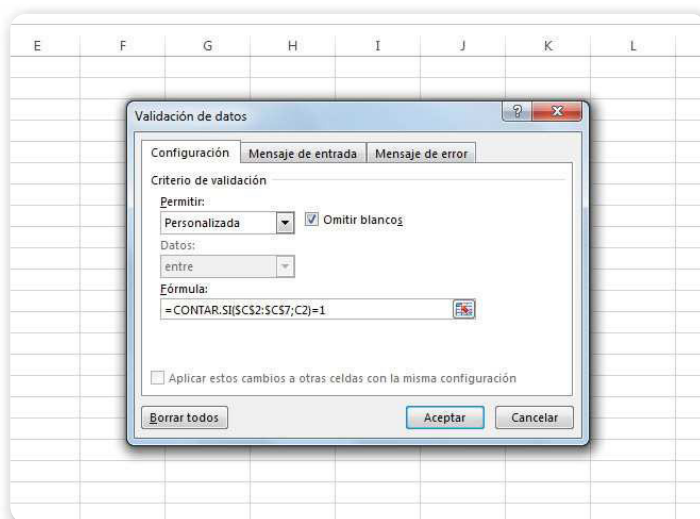 E F G H I J K L
Validación de datos
Configuración Mensaje de entrada Mensaje de error
Criterio de validación
Permitir:
Personalizada Omitir blancos
Datos:
entre
Fórmula:
=CONTAR.SI($C$2:$C$7;C2)=1
Aplicar estos cambios a otras celdas con la misma configuración
Borrar todos Aceptar Cancelar